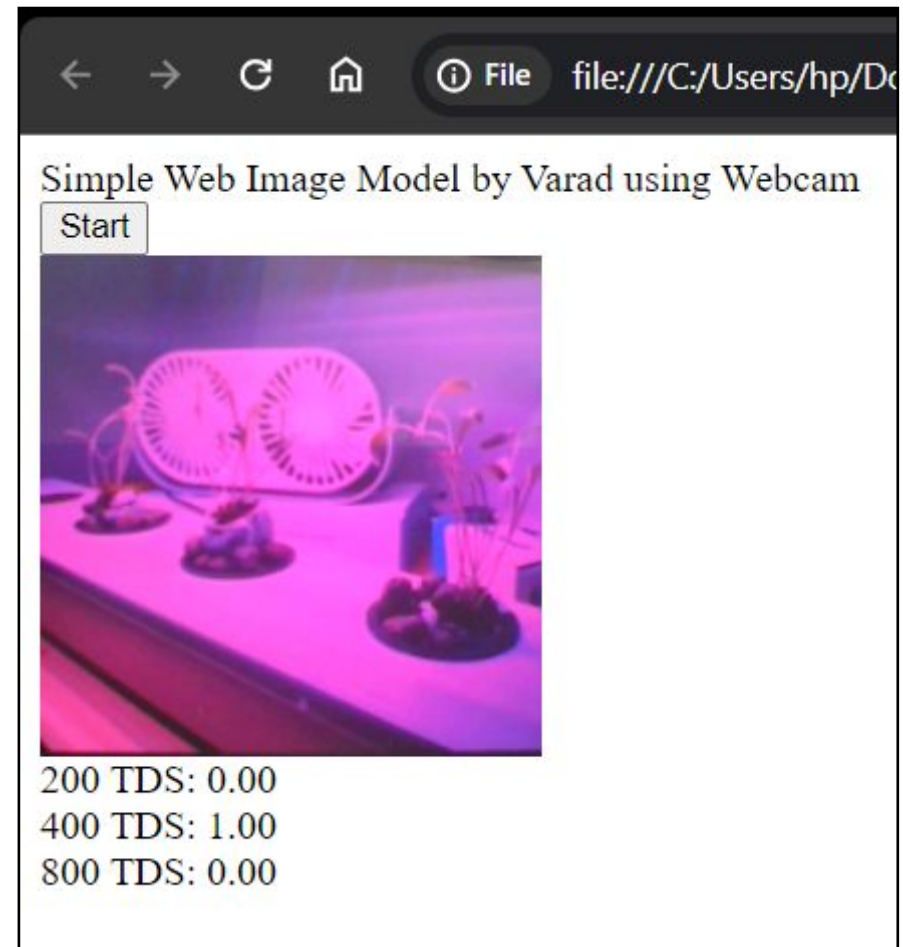 File file:///C:/Users/hp/Do
Simple Web Image Model by Varad using Webcam
Start
200 TDS: 0.00
400 TDS: 1.00
800 TDS: 0.00